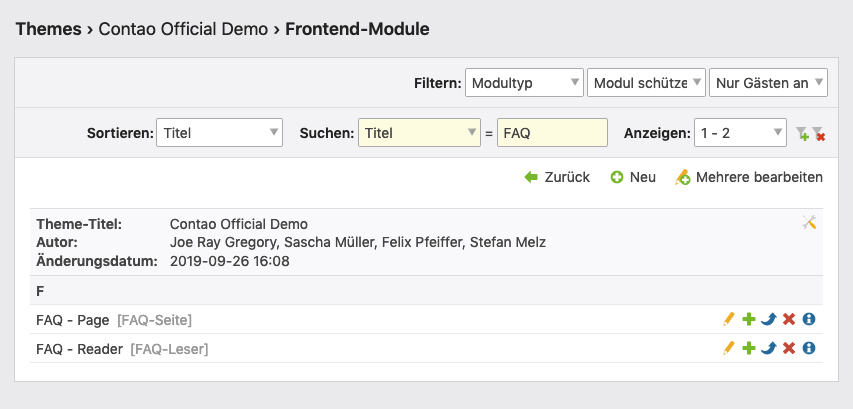 Themes › Contao Official Demo › Frontend-Module
Filtern: Modultyp Modul schütze Nur Gästen an
Sortieren: Titel Suchen: Titel = FAQ Anzeigen: 1 - 2
Zurück Neu Mehrere bearbeiten
Theme-Titel: Contao Official Demo
Autor: Joe Ray Gregory, Sascha Müller, Felix Pfeiffer, Stefan Melz
Änderungsdatum: 2019-09-26 16:08
F
FAQ - Page [FAQ-Seite]
FAQ - Reader [FAQ-Leser]